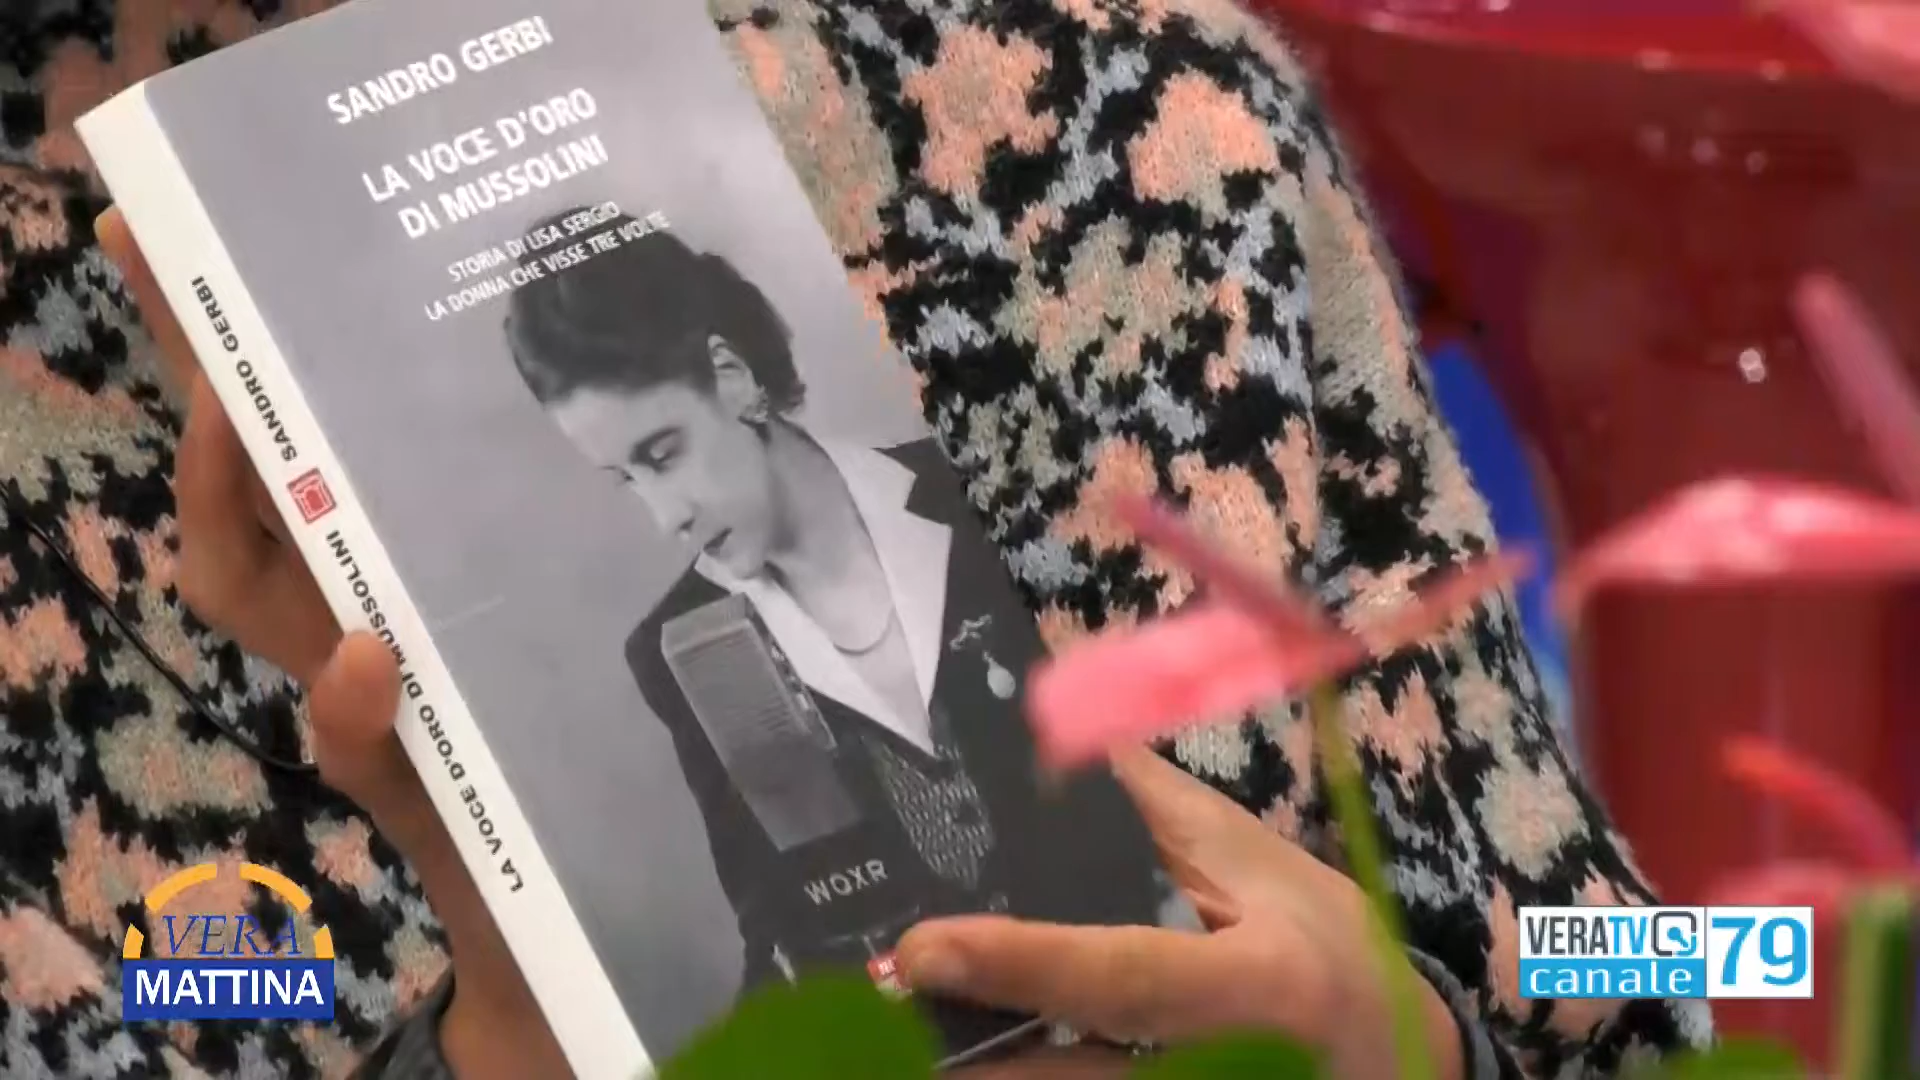 SANDRO GERBI
LA VOCE D'ORO
DI MUSSOLINI
STORIA DI LISA SERGIO
LA DONNA CHE VISSE TRE VOLTE
SANDRO GERBI
LA VOCE D'ORO DI MUSSOLINI
WQXR
VERA
MATTINA
VERATV
canale
79